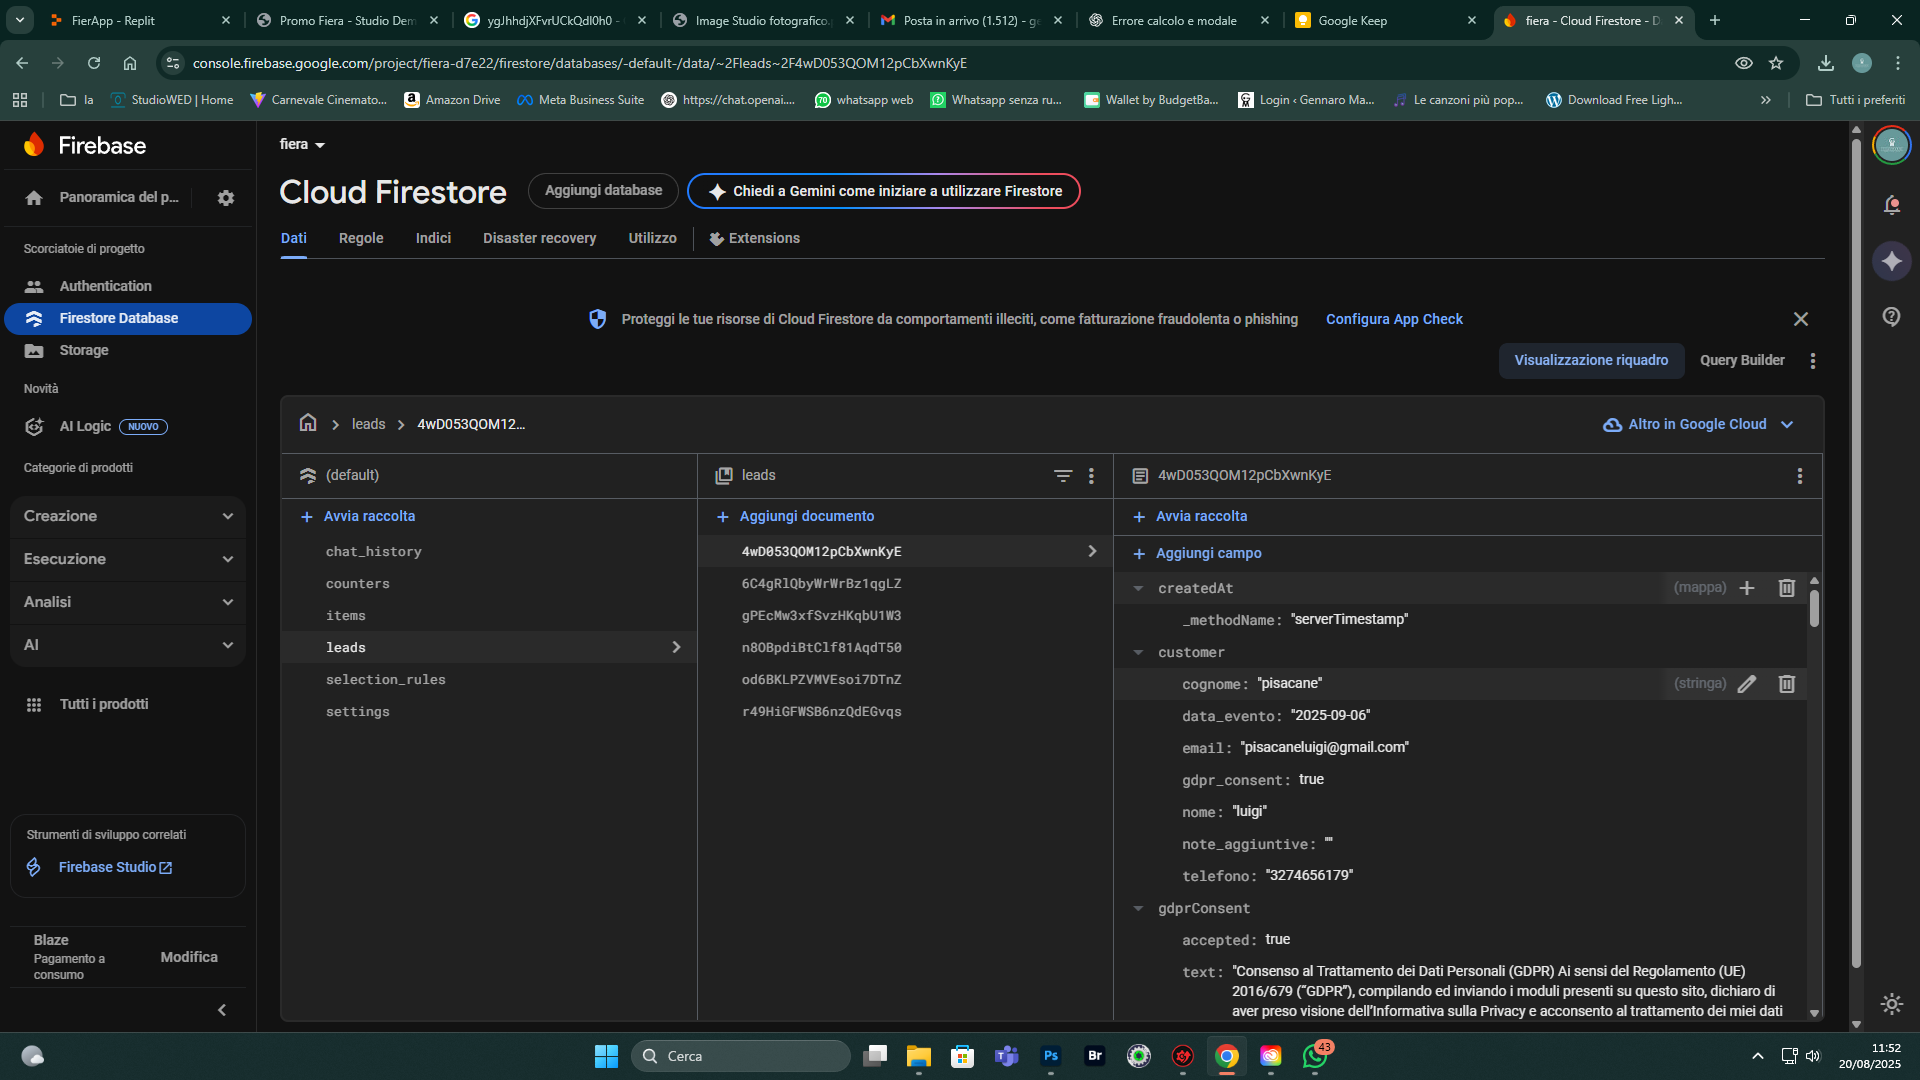 FierApp - Replit
Promo Fiera - Studio Dem
ygJhhdjXFvrUCkQdI0h0 -
Image Studio fotografico.
Posta in arrivo (1.512) - ge
Errore calcolo e modale
Google Keep
fiera - Cloud Firestore - D
console.firebase.google.com/project/fiera-d7e22/firestore/databases/-default-/data/~2Fleads~2F4wD053QOM12pCbXwnKyE
Ia
StudioWED | Home
Carnevale Cinemato...
Amazon Drive
Meta Business Suite
https://chat.openai....
whatsapp web
Whatsapp senza ru...
Wallet by BudgetBa...
Login ‹ Gennaro Ma...
Le canzoni più pop...
Download Free Ligh...
»
Tutti i preferiti
Firebase
fiera
Panoramica del p...
Cloud Firestore
Aggiungi database
Chiedi a Gemini come iniziare a utilizzare Firestore
Dati
Regole
Indici
Disaster recovery
Utilizzo
Extensions
Scorciatoie di progetto
Authentication
Firestore Database
Storage
Novità
AI Logic
NUOVO
Categorie di prodotti
Creazione
Esecuzione
Analisi
AI
Tutti i prodotti
Strumenti di sviluppo correlati
Firebase Studio
Blaze
Pagamento a
consumo
Modifica
Proteggi le tue risorse di Cloud Firestore da comportamenti illeciti, come fatturazione fraudolenta o phishing
Configura App Check
Visualizzazione riquadro
Query Builder
leads
4wD053QOM12...
Altro in Google Cloud
(default)
Avvia raccolta
chat_history
counters
items
leads
selection_rules
settings
leads
Aggiungi documento
4wD053QOM12pCbXwnKyE
6C4gRlQbyWrWrBz1qgLZ
gPEcMw3xfSvzHKqbU1W3
n8OBpdiBtClf81AqdT50
od6BKLPZVMVEsoi7DTnZ
r49HiGFWSB6nzQdEGvqs
4wD053QOM12pCbXwnKyE
Avvia raccolta
Aggiungi campo
createdAt
(mappa)
_methodName: "serverTimestamp"
customer
cognome: "pisacane"
(stringa)
data_evento: "2025-09-06"
email: "pisacaneluigi@gmail.com"
gdpr_consent: true
nome: "luigi"
note_aggiuntive: ""
telefono: "3274656179"
gdprConsent
accepted: true
text: "Consenso al Trattamento dei Dati Personali (GDPR) Ai sensi del Regolamento (UE)
2016/679 (“GDPR”), compilando ed inviando i moduli presenti su questo sito, dichiaro di
aver preso visione dell’Informativa sulla Privacy e acconsento al trattamento dei miei dati
Cerca
Ps
Br
43
11:52
20/08/2025